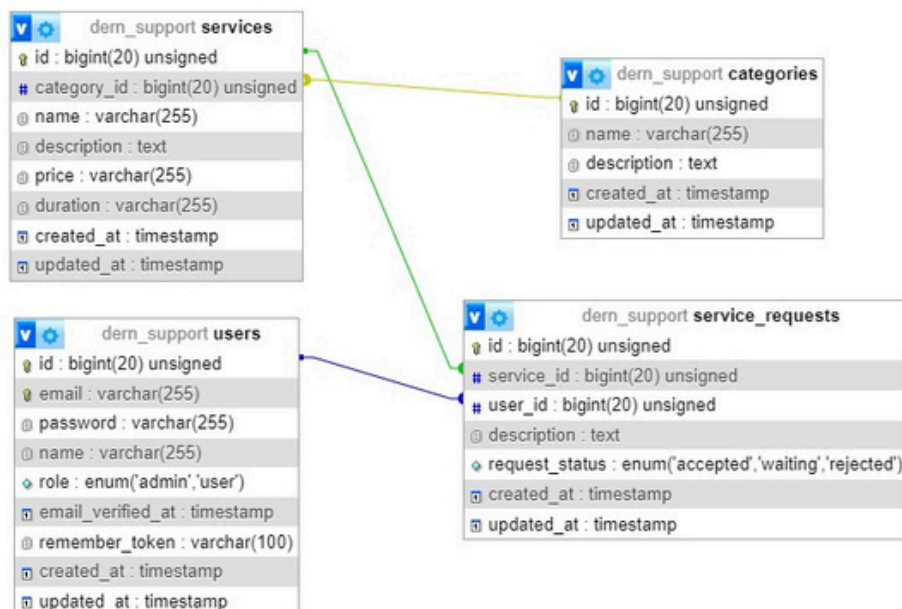 dern_support services
id : bigint(20) unsigned
# category_id : bigint(20) unsigned
name : varchar(255)
description : text
price : varchar(255)
duration : varchar(255)
created_at : timestamp
updated_at : timestamp
dern_support categories
id : bigint(20) unsigned
name : varchar(255)
description : text
created_at : timestamp
updated_at : timestamp
dern_support users
id : bigint(20) unsigned
email : varchar(255)
password : varchar(255)
name : varchar(255)
role : enum('admin','user')
email_verified_at : timestamp
remember_token : varchar(100)
created_at : timestamp
updated_at : timestamp
dern_support service_requests
id : bigint(20) unsigned
# service_id : bigint(20) unsigned
# user_id : bigint(20) unsigned
description : text
request_status : enum('accepted','waiting','rejected')
created_at : timestamp
updated_at : timestamp